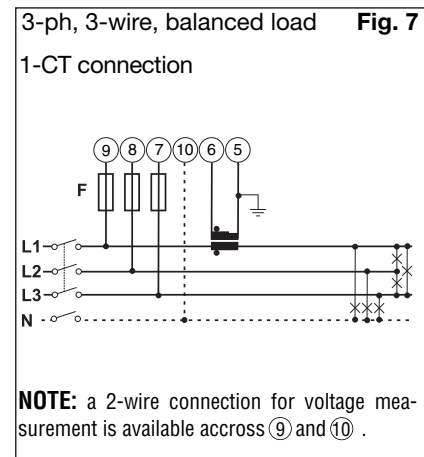 3-ph, 3-wire, balanced load Fig. 7
1-CT connection
9 8 7 10 6 5
F
L1
L2
L3
N
NOTE: a 2-wire connection for voltage mea-
surement is available accross 9 and 10 .